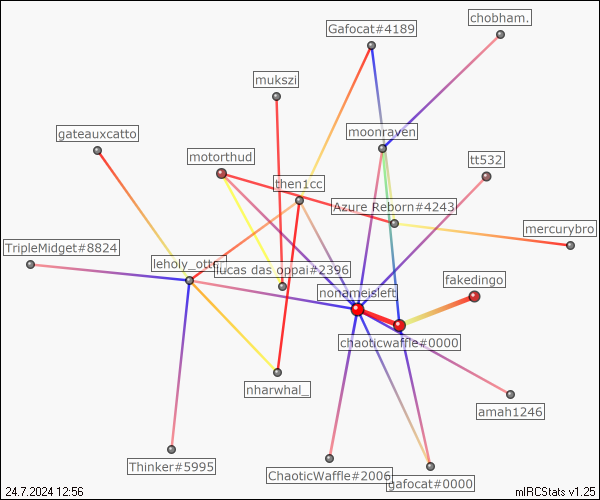 chobham.
Gafocat#4189
mukszi
gateauxcatto
moonraven
motorthud
tt532
then1cc
Azure Reborn#4243
mercurybro
TripleMidget#8824
lucas das oppai#2396
fakedingo
nonameisleft
chaoticwaffle#0000
nharwhal_
amah1246
Thinker#5995
ChaoticWaffle#2006
gafocat#0000
24.7.2024 12:56
mIRCStats v1.25